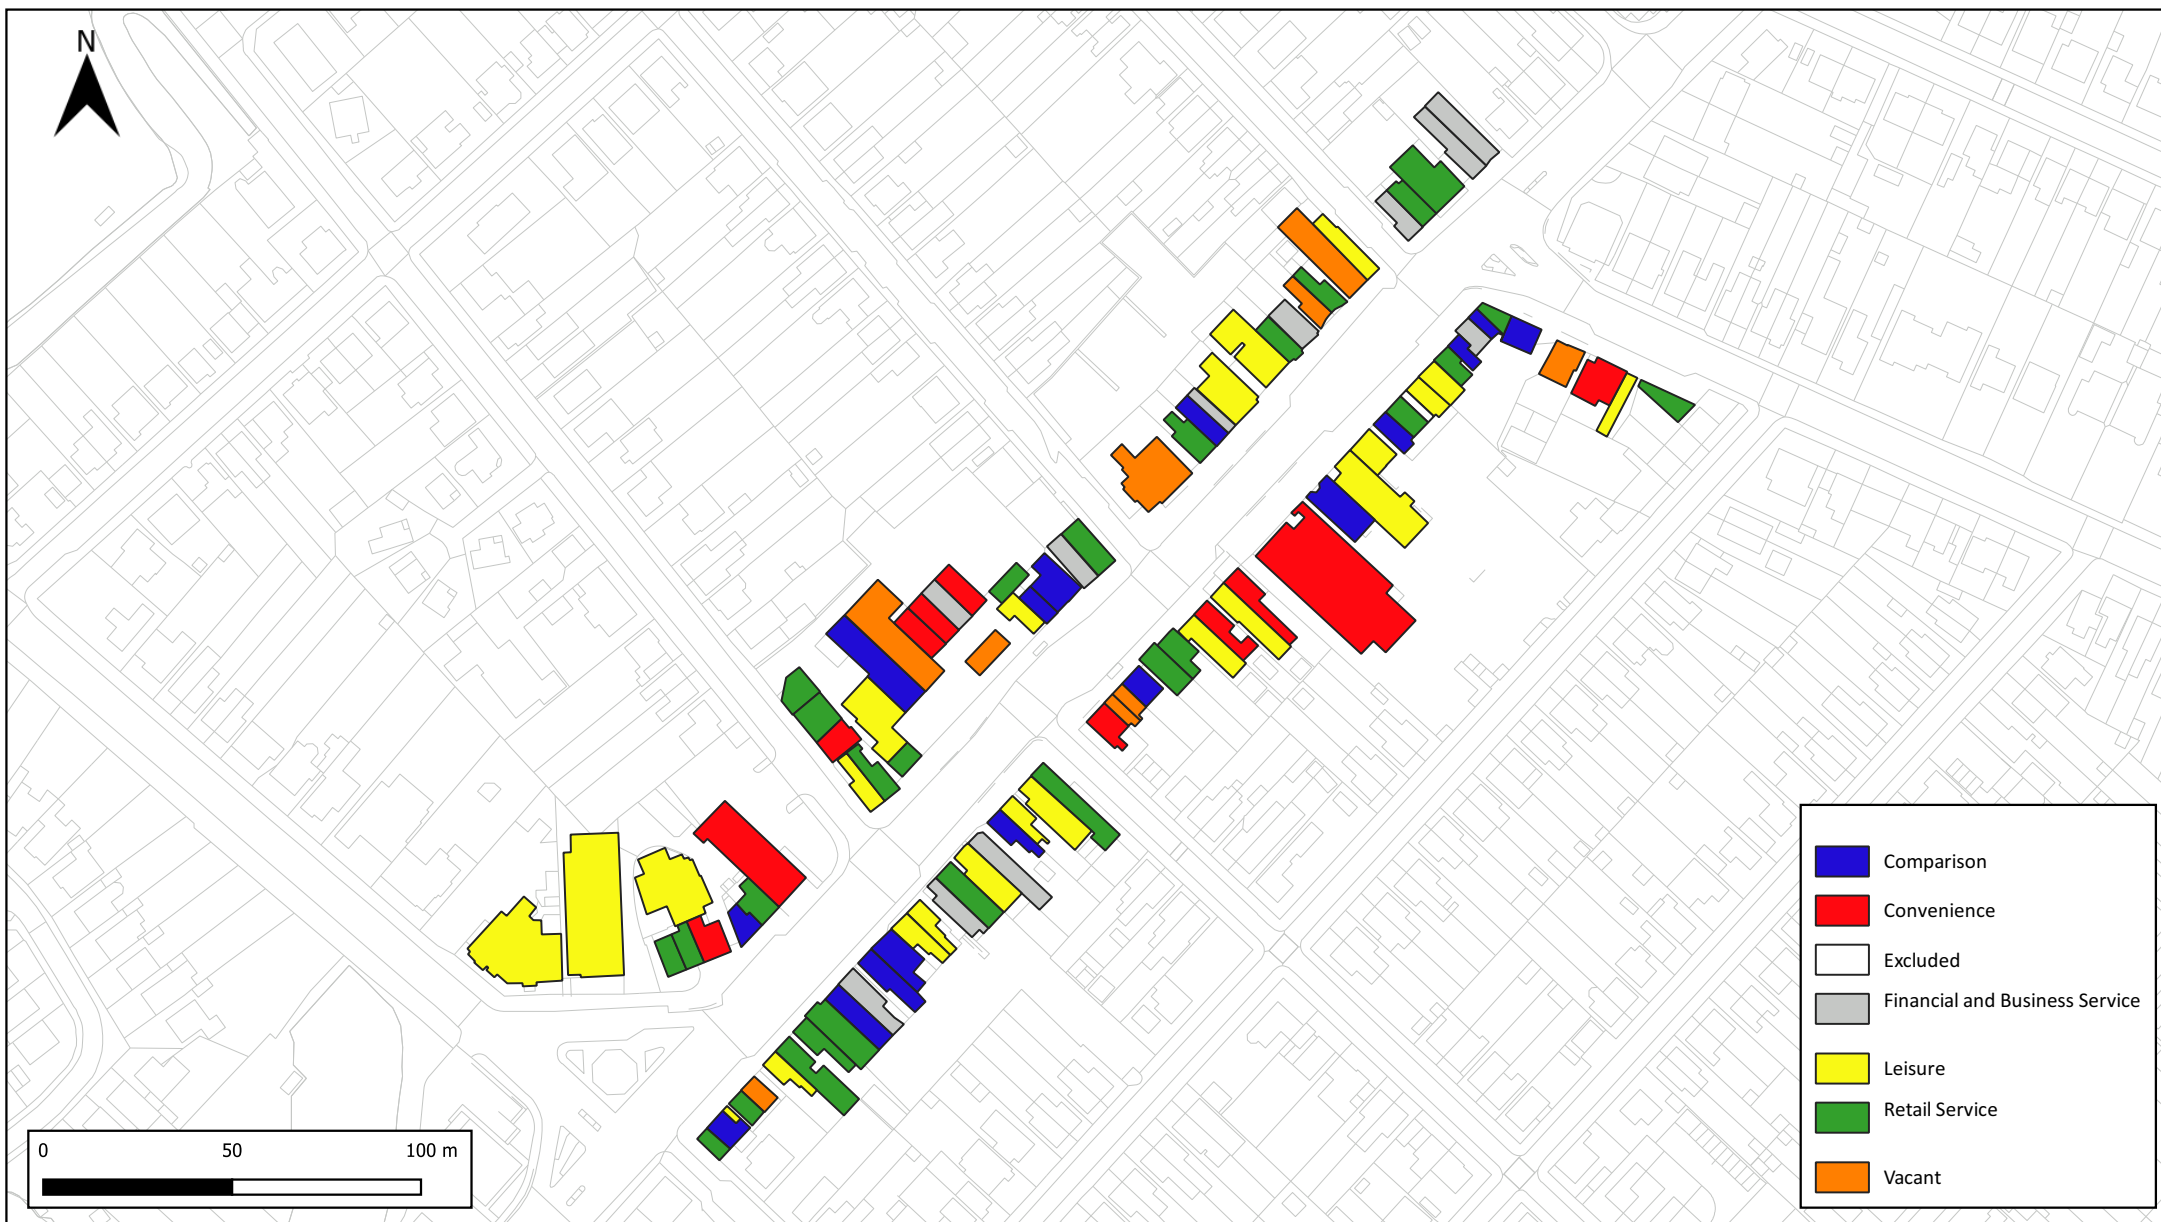 N
Comparison
Convenience
Excluded
Financial and Business Service
Leisure
Retail Service
Vacant
0 50 100 m